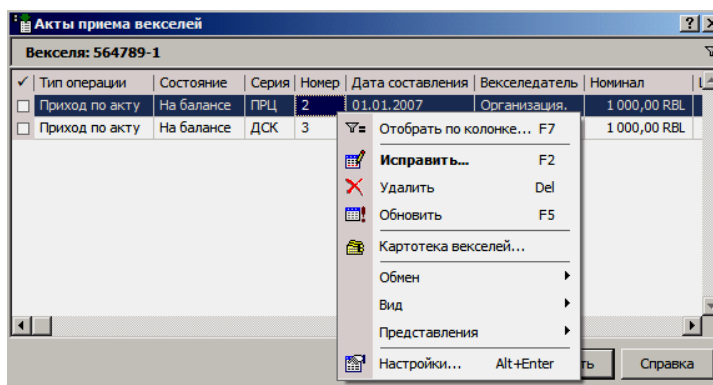 Акты приема векселей
Векселя: 564789-1
Тип операции Состояние Серия Номер Дата составления Векселедатель Номинал
Приход по акту На балансе ПРЦ 2 01.01.2007 Организация. 1 000,00 RBL
Приход по акту На балансе ДСК 3 1 000,00 RBL
Отобрать по колонке... F7
Исправить... F2
Удалить Del
Обновить F5
Картотека векселей...
Обмен
Вид
Представления
Настройки... Alt+Enter
ть Справка